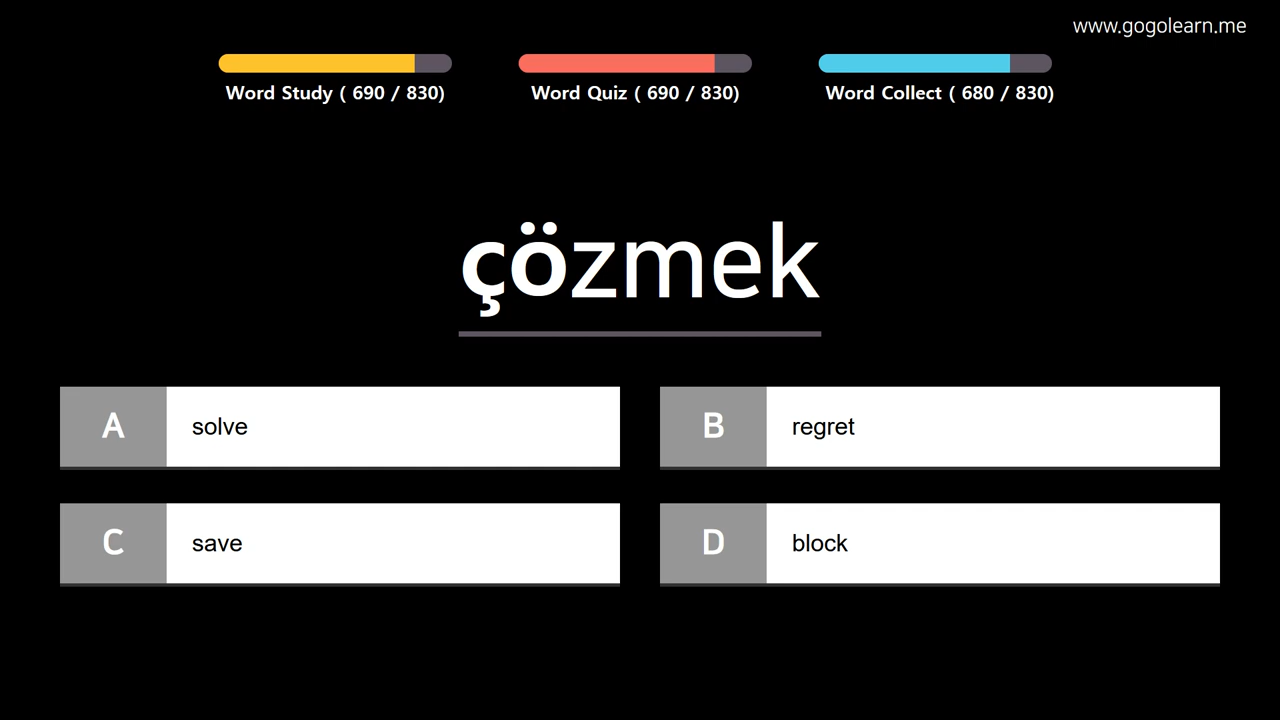 www.gogolearn.me
Word Study ( 690 / 830)
Word Quiz ( 690 / 830)
Word Collect ( 680 / 830)
çözmek
A solve
B regret
C save
D block